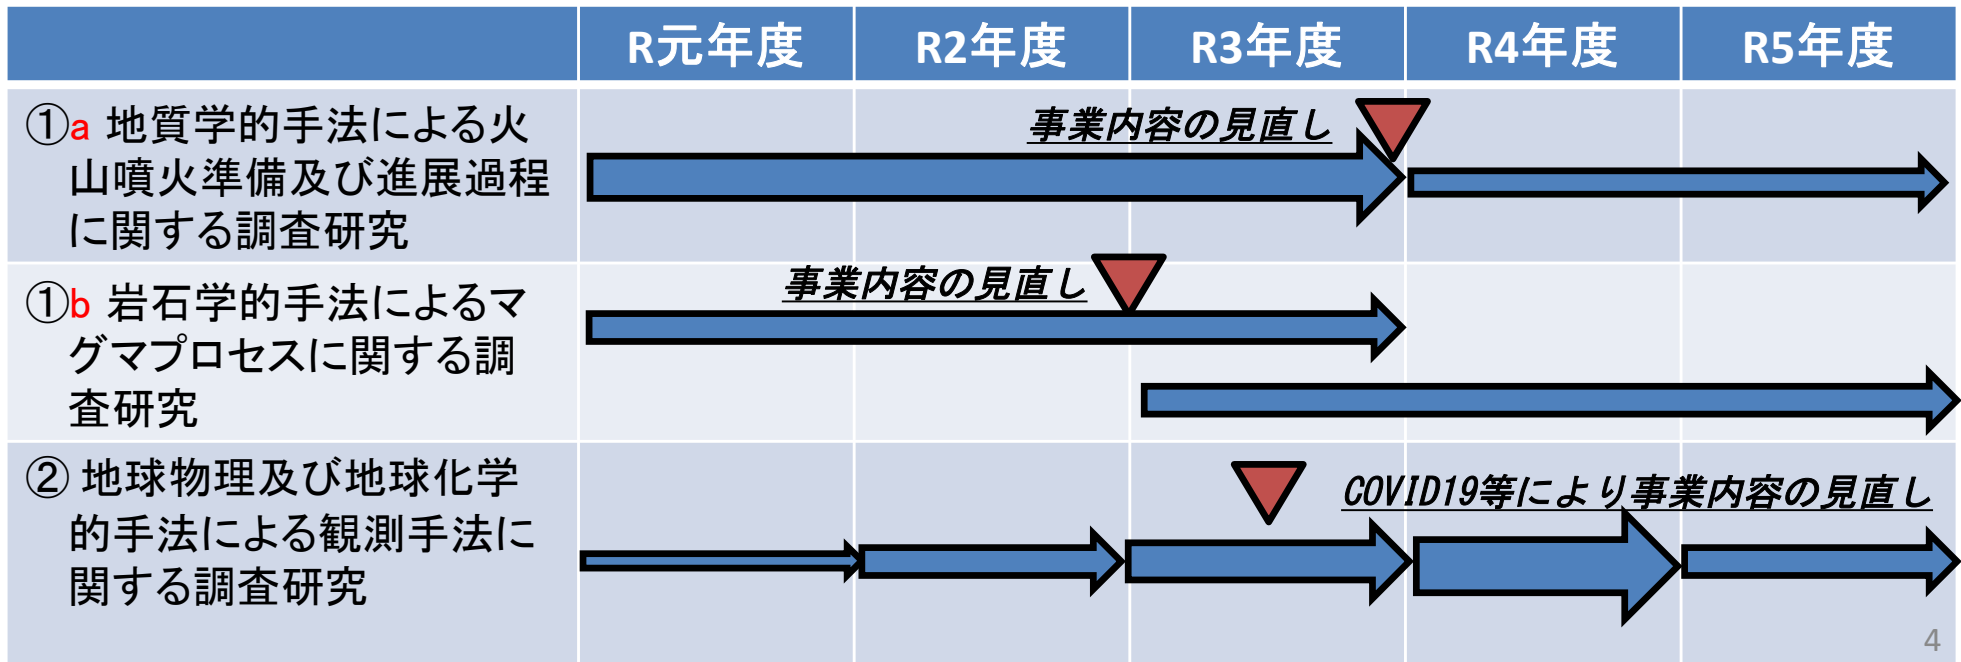 R元年度 R2年度 R3年度 R4年度 R5年度
①a 地質学的手法による火
山噴火準備及び進展過程
に関する調査研究
事業内容の見直し
①b 岩石学的手法によるマ
グマプロセスに関する調
査研究
事業内容の見直し
② 地球物理及び地球化学
的手法による観測手法に
関する調査研究
COVID19等により事業内容の見直し
4